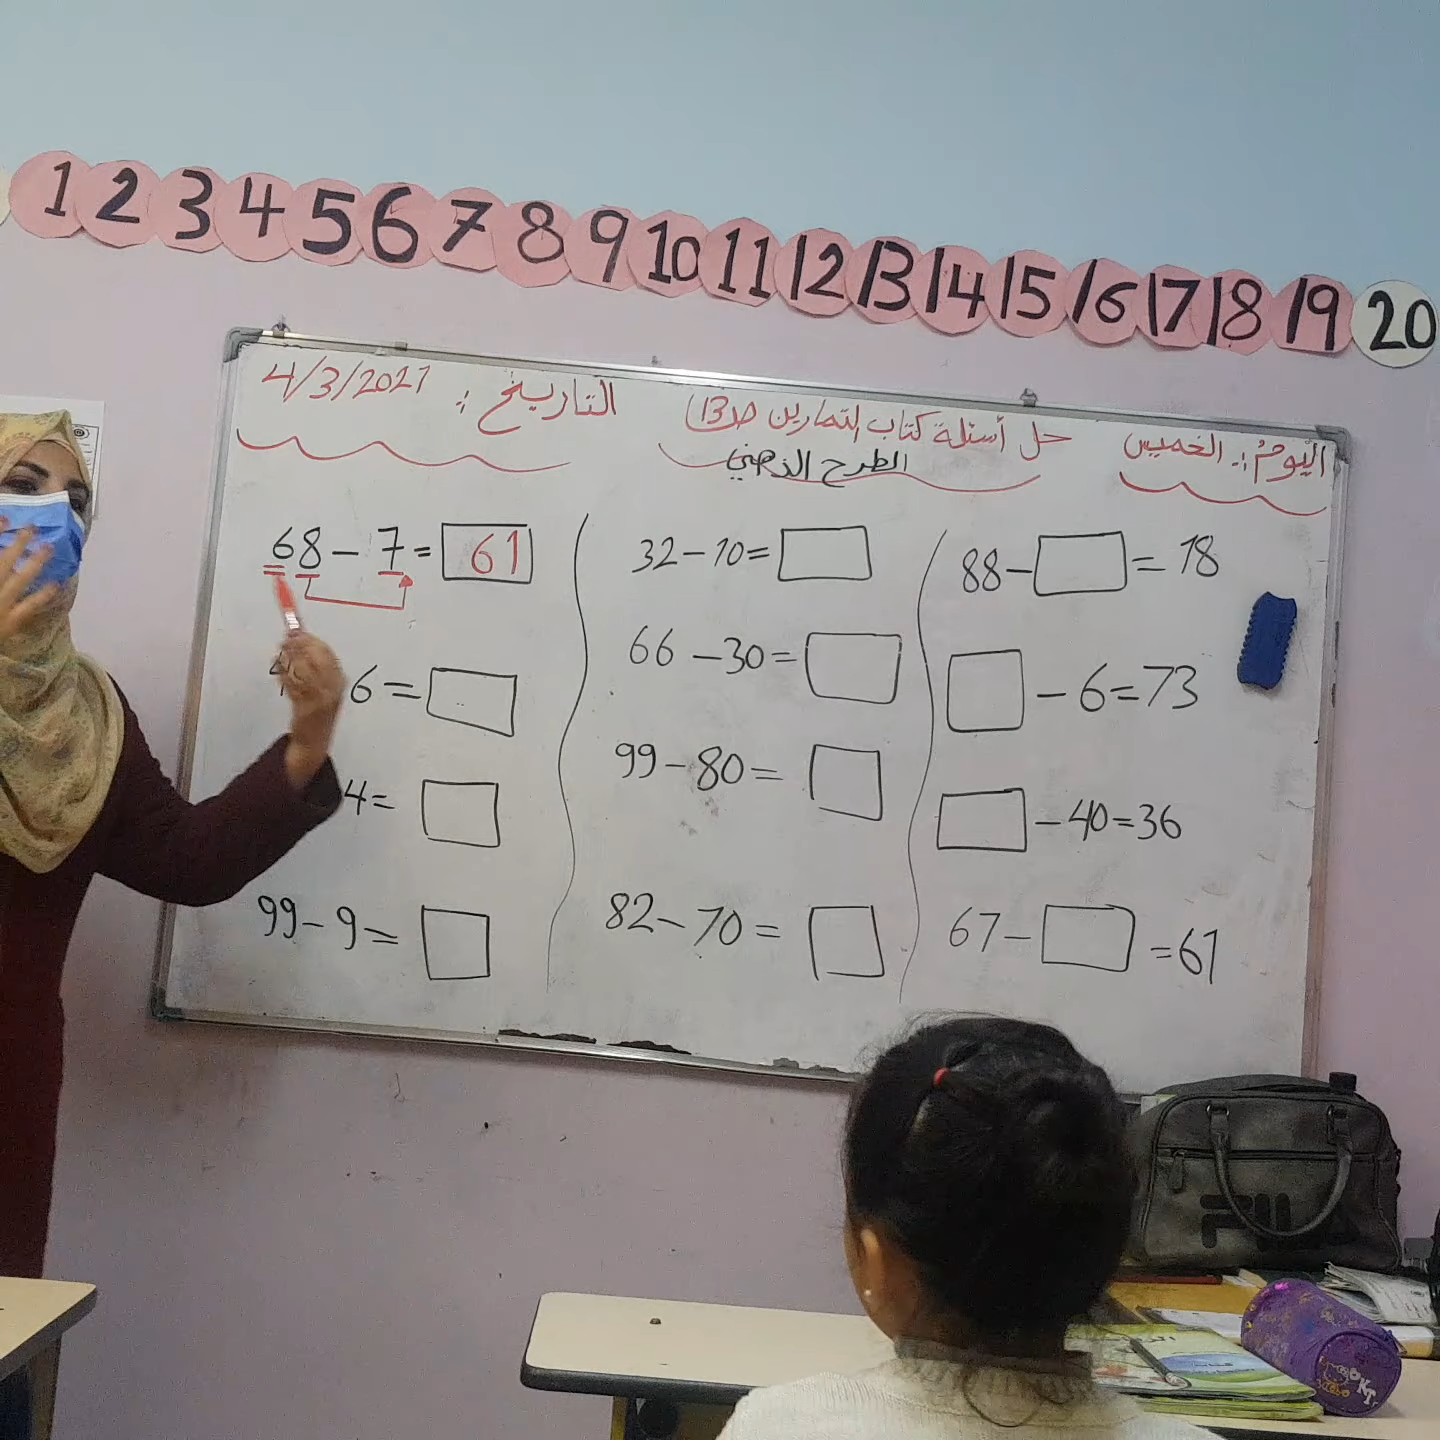 1 2 3 4 5 6 7 8 9 10 11 12 13 14 15 16 17 18 19 20
اليومُ :. الخميس
حل أسئلة كتاب التمارين صـ13
الطرح الذهني
التاريخ :. 4/3/2021
68 - 7 = 61
6 =
4 =
99 - 9 =
32 - 10 =
66 - 30 =
99 - 80 =
82 - 70 =
88 - = 18
- 6 = 73
- 40 = 36
67 - = 61
FILA